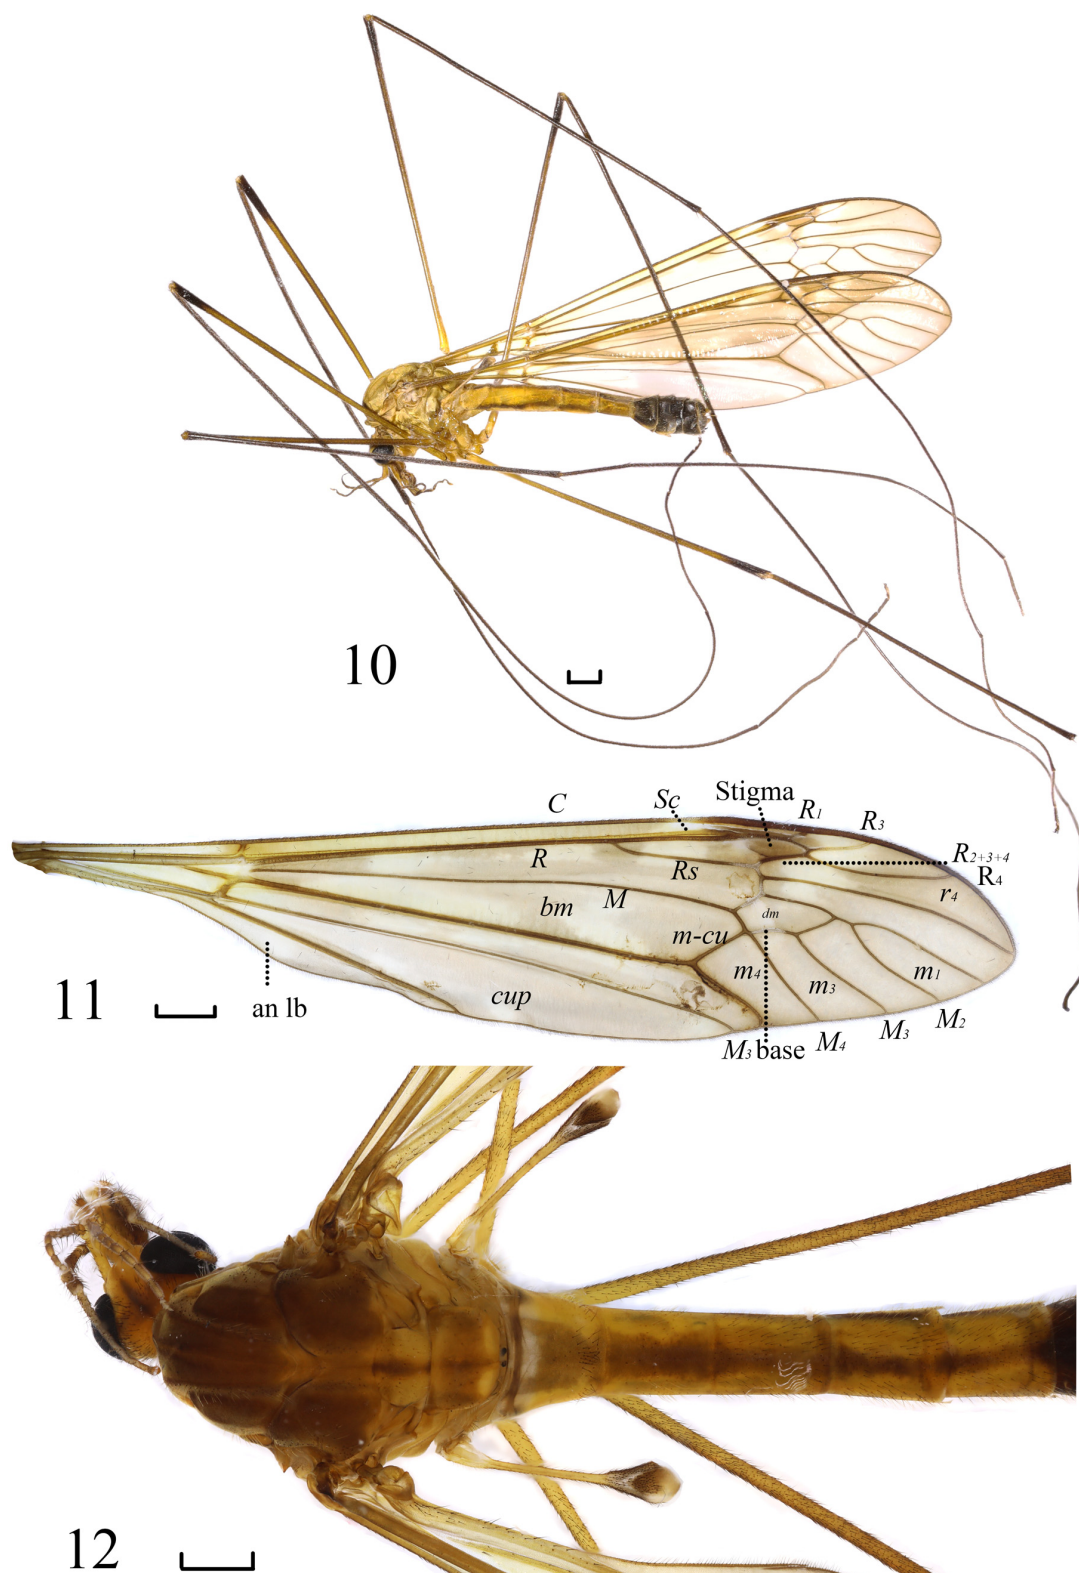 10
Stigma
C Sc R1 R3
R Rs R2+3+4
R4
r4
bm M dm
m-cu
m4 m3 m1
11
an lb
cup
M3 base M4 M3 M2
12